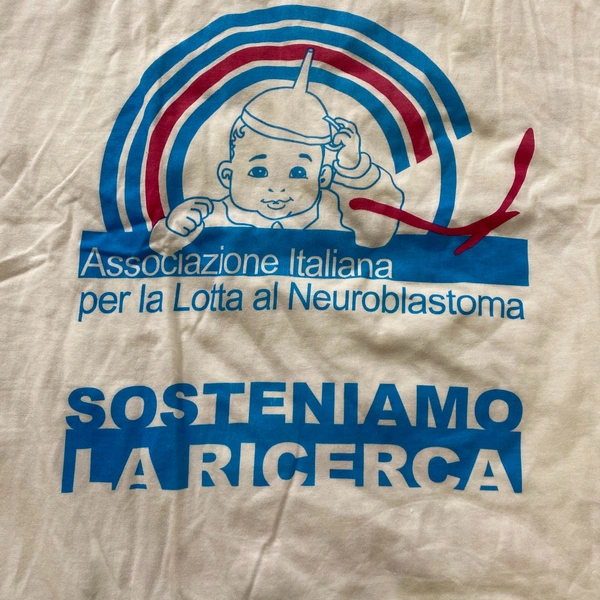 Associazione Italiana
per la Lotta al Neuroblastoma
SOSTENIAMO
LA RICERCA